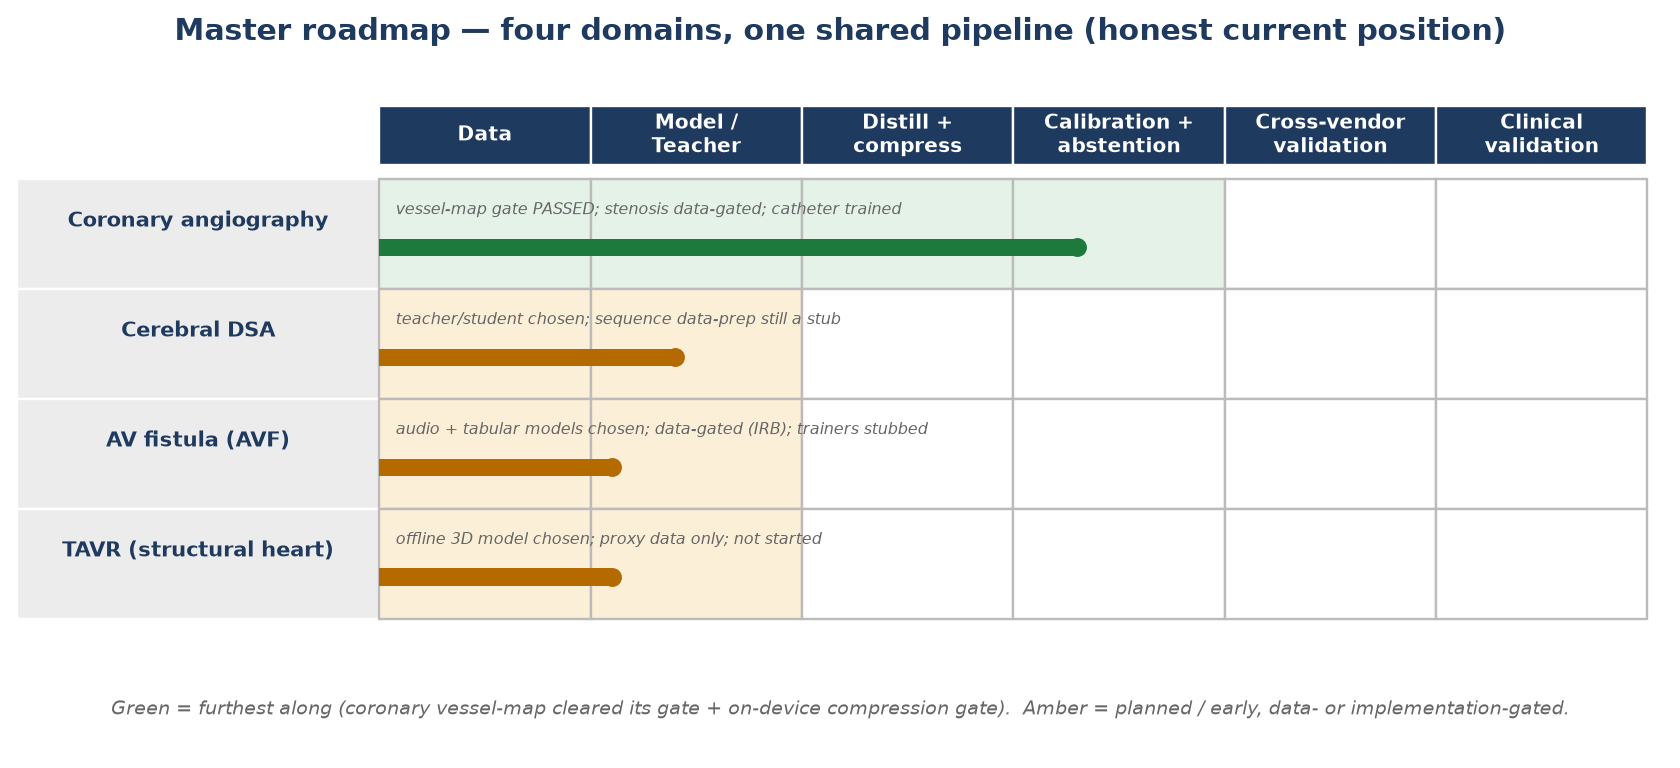 Master roadmap — four domains, one shared pipeline (honest current position)
Data
Model /
Teacher
Distill +
compress
Calibration +
abstention
Cross-vendor
validation
Clinical
validation
Coronary angiography
vessel-map gate PASSED; stenosis data-gated; catheter trained
Cerebral DSA
teacher/student chosen; sequence data-prep still a stub
AV fistula (AVF)
audio + tabular models chosen; data-gated (IRB); trainers stubbed
TAVR (structural heart)
offline 3D model chosen; proxy data only; not started
Green = furthest along (coronary vessel-map cleared its gate + on-device compression gate).  Amber = planned / early, data- or implementation-gated.